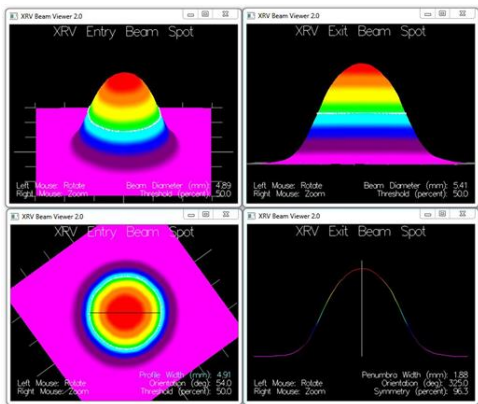 XRV Beam Viewer 2.0
XRV Entry Beam Spot
Left Mouse: Rotate
Right Mouse: Zoom
Beam Diameter (mm): 4.89
Threshold (percent): 50.0
XRV Beam Viewer 2.0
XRV Exit Beam Spot
Left Mouse: Rotate
Right Mouse: Zoom
Beam Diameter (mm): 5.41
Threshold (percent): 50.0
XRV Beam Viewer 2.0
XRV Entry Beam Spot
Left Mouse: Rotate
Right Mouse: Zoom
Profile Width (mm): 4.91
Orientation (deg): 54.0
Threshold (percent): 50.0
XRV Beam Viewer 2.0
XRV Exit Beam Spot
Left Mouse: Rotate
Right Mouse: Zoom
Penumbra Width (mm): 1.88
Orientation (deg): 325.0
Symmetry (percent): 96.3